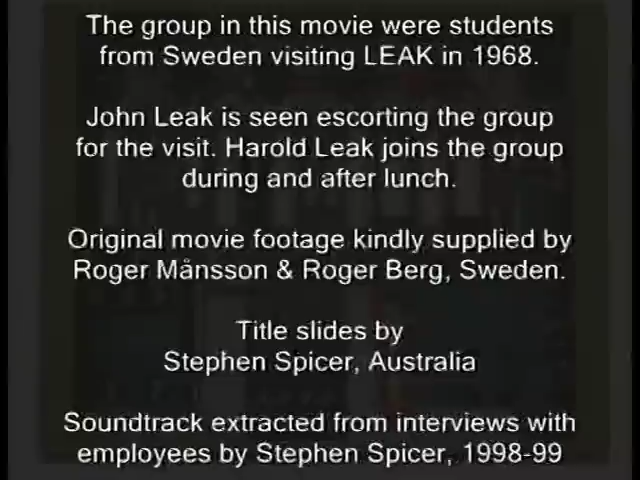 The group in this movie were students
from Sweden visiting LEAK in 1968.
John Leak is seen escorting the group
for the visit. Harold Leak joins the group
during and after lunch.
Original movie footage kindly supplied by
Roger Månsson & Roger Berg, Sweden.
Title slides by
Stephen Spicer, Australia
Soundtrack extracted from interviews with
employees by Stephen Spicer, 1998-99